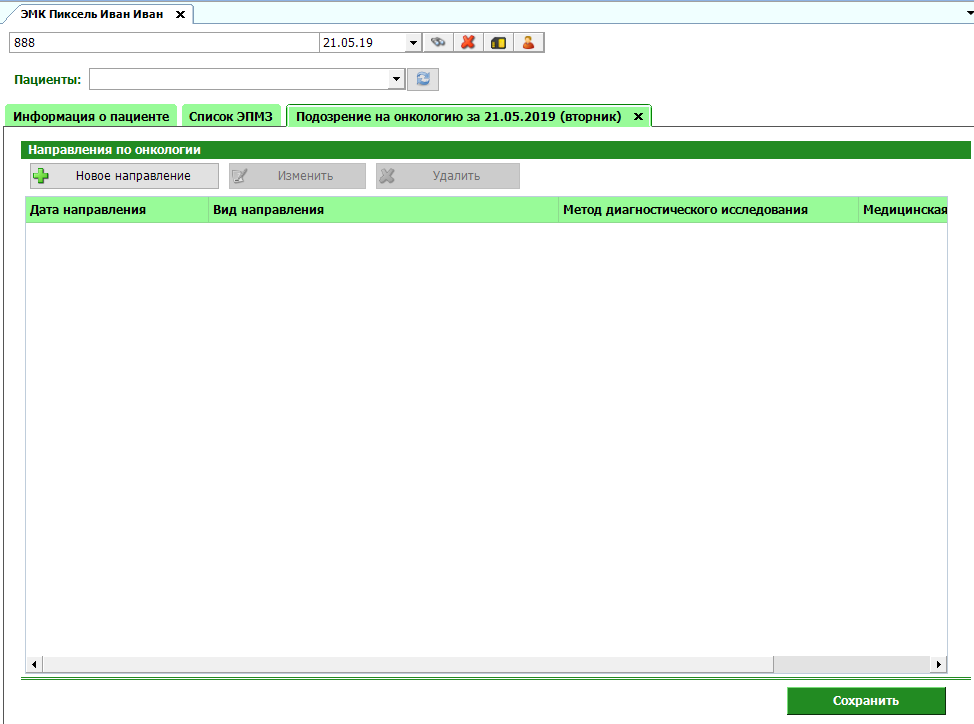 ЭМК Пиксель Иван Иван
888 21.05.19
Пациенты:
Информация о пациенте Список ЭПМЗ Подозрение на онкологию за 21.05.2019 (вторник)
Направления по онкологии
Новое направление Изменить Удалить
Дата направления Вид направления Метод диагностического исследования Медицинская
Сохранить